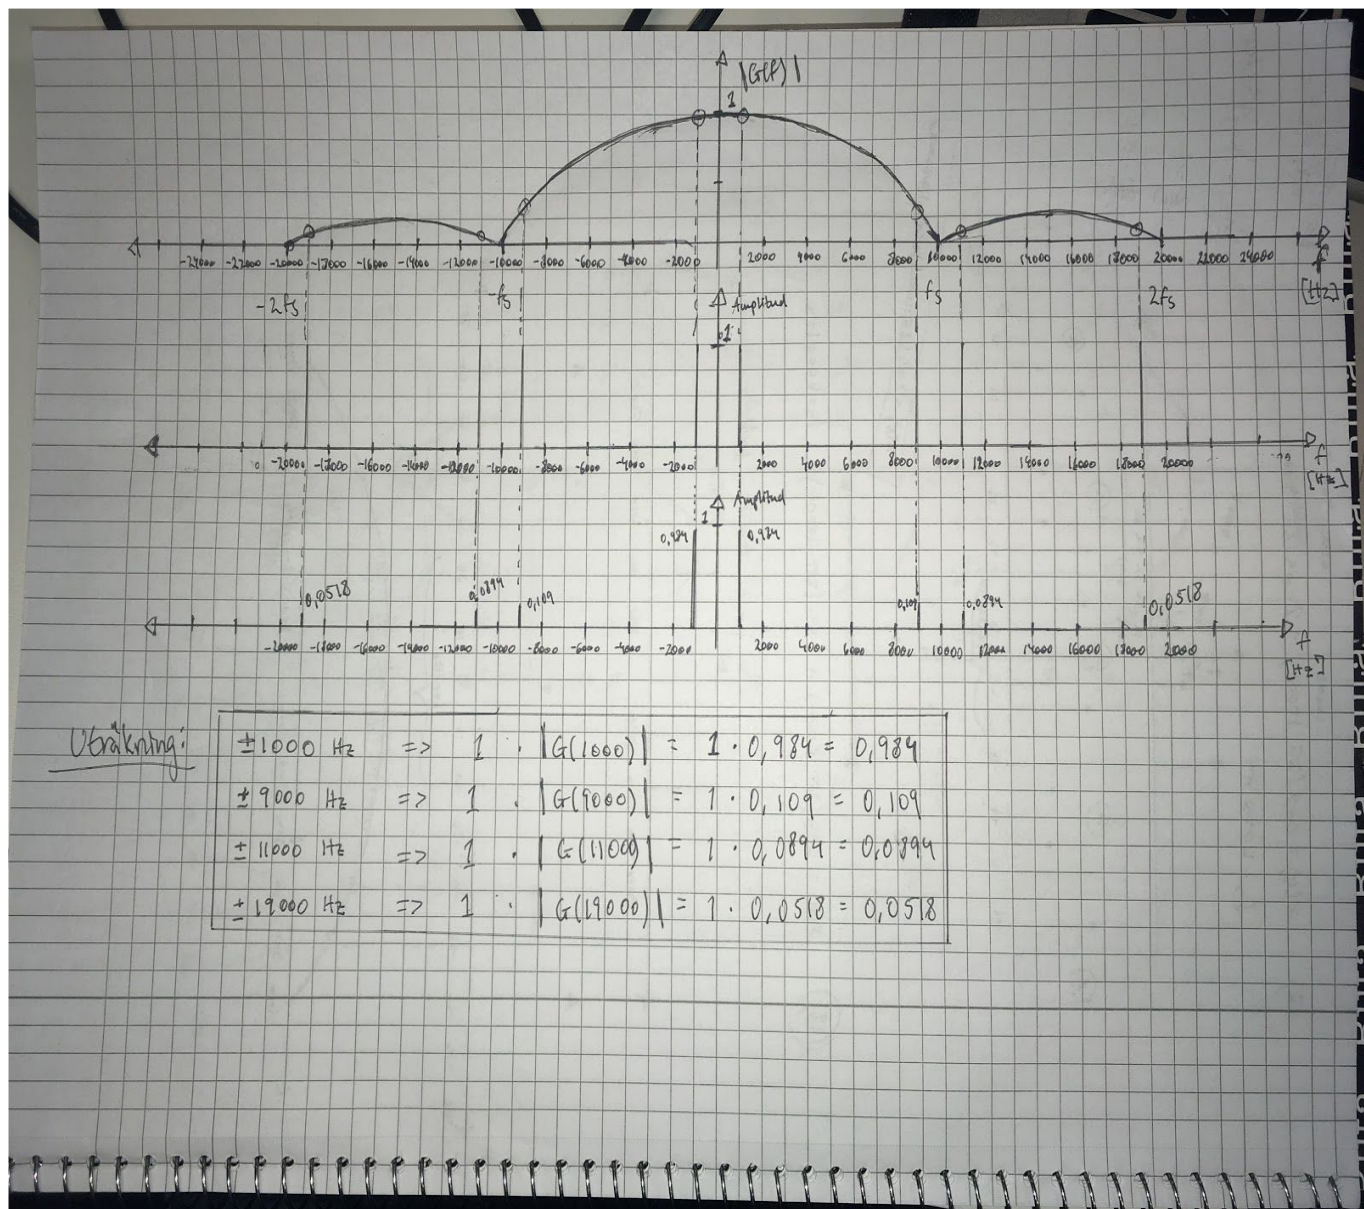 |G(f)|
1
-24000 -22000 -20000 -18000 -16000 -14000 -12000 -10000 -8000 -6000 -4000 -2000 2000 4000 6000 8000 10000 12000 14000 16000 18000 20000 22000 24000 f
[Hz]
-2fs -fs fs 2fs
Amplitud
1
-20000 -18000 -16000 -14000 -12000 -10000 -8000 -6000 -4000 -2000 2000 4000 6000 8000 10000 12000 14000 16000 18000 20000 f
[Hz]
Amplitud
1
0,984 0,984
0,0518 0,0894 0,109 0,109 0,0894 0,0518
-20000 -18000 -16000 -14000 -12000 -10000 -8000 -6000 -4000 -2000 2000 4000 6000 8000 10000 12000 14000 16000 18000 20000 f
[Hz]
Uträkning:
±1000 Hz => 1 · |G(1000)| = 1 · 0,984 = 0,984
±9000 Hz => 1 · |G(9000)| = 1 · 0,109 = 0,109
±11000 Hz => 1 · |G(11000)| = 1 · 0,0894 = 0,0894
±19000 Hz => 1 · |G(19000)| = 1 · 0,0518 = 0,0518